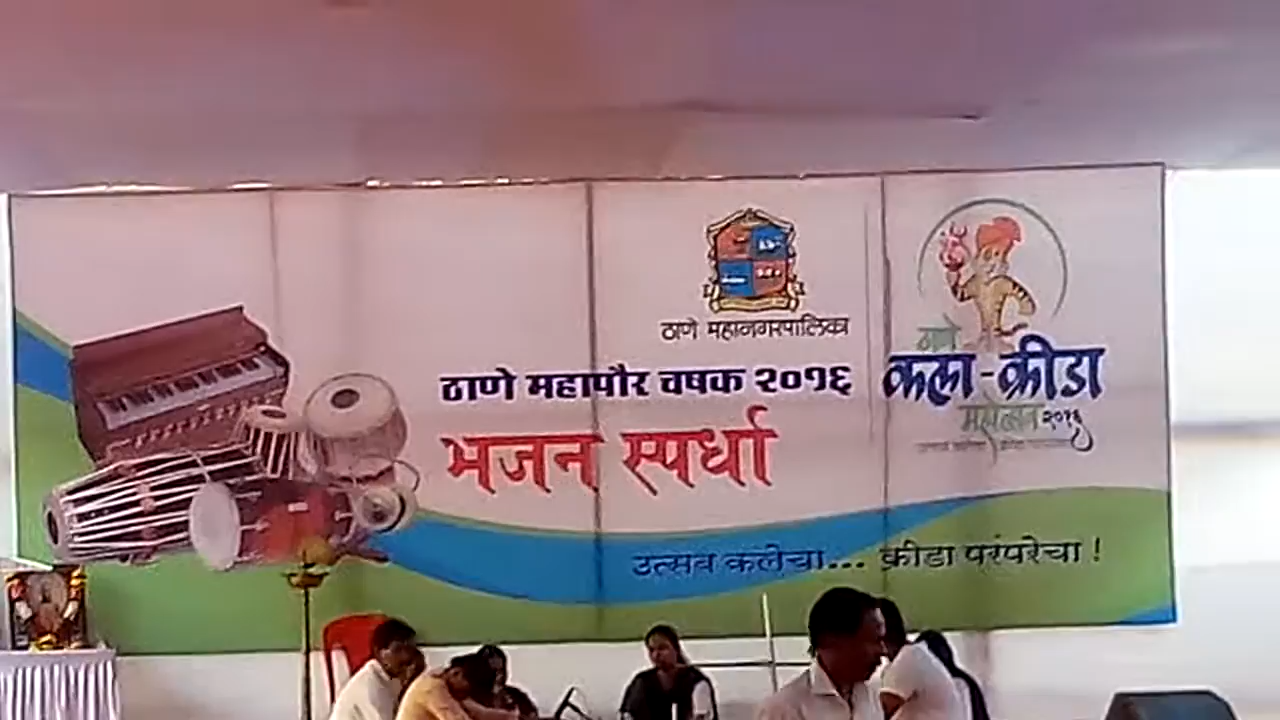 ठाणे महानगरपालिका
ठाणे महापौर चषक २०१६
भजन स्पर्धा
ठाणे
कला-क्रीडा
महोत्सव २०१६
उत्सव कलेचा... क्रीडा परंपरेचा!